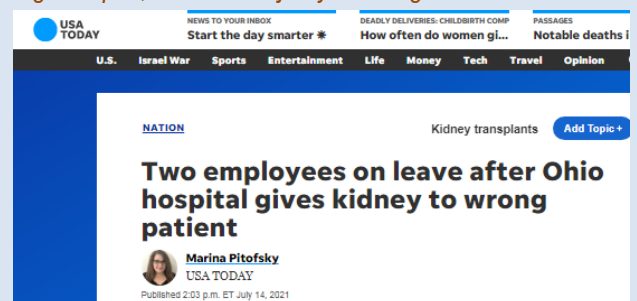 USA
TODAY
NEWS TO YOUR INBOX
Start the day smarter ☀
DEADLY DELIVERIES: CHILDBIRTH COMP
How often do women gi...
PASSAGES
Notable deaths i
U.S. Israel War Sports Entertainment Life Money Tech Travel Opinion
NATION
Kidney transplants
Add Topic +
Two employees on leave after Ohio
hospital gives kidney to wrong
patient
Marina Pitofsky
USA TODAY
Published 2:03 p.m. ET July 14, 2021